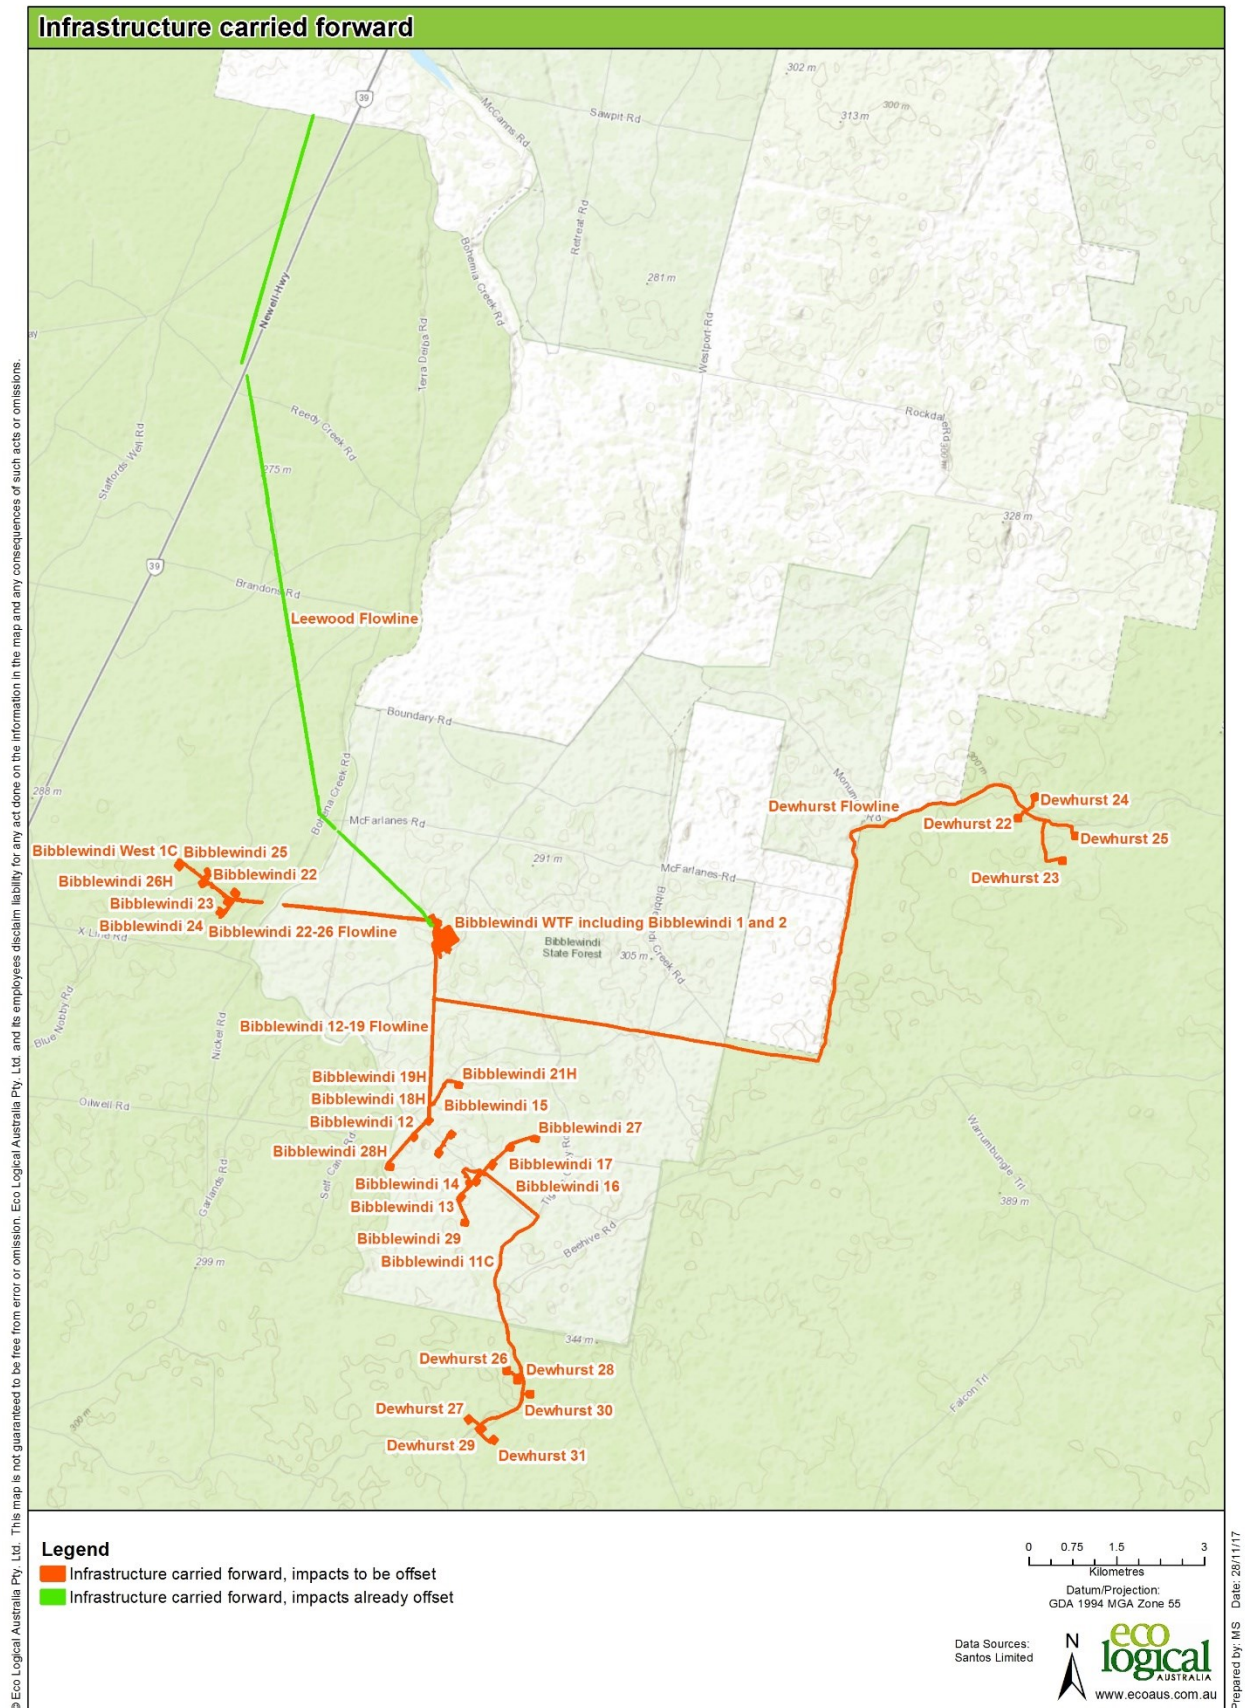 Infrastructure carried forward
302 m
39
McCanns Rd
Sawpit Rd
300 m
313m
Retreat Rd
Bohemia Creek Rd
281 m
Newell Hwy
Terra Derba Rd
Westport Rd
Reedy Creek Rd
Rockdale Rd
300 m
Staffords Well Rd
275 m
328 m
39
Brandons Rd
Leewood Flowline
Boundary Rd
300 m
288 m
McFarlanes Rd
Dewhurst Flowline
Dewhurst 24
Dewhurst 22
Dewhurst 25
Dewhurst 23
Bibblewindi West 1C
Bibblewindi 25
291 m
McFarlanes Rd
Bibblewindi 26H
Bibblewindi 22
Bibblewindi 23
Bibblewindi 24
Bibblewindi 22-26 Flowline
X-Line Rd
Bibblewindi WTF including Bibblewindi 1 and 2
Bibblewindi
State Forest
305 m
Blue Nobby Rd
Nickel Rd
Bibblewindi 12-19 Flowline
Bibblewindi 19H
Bibblewindi 21H
Bibblewindi 18H
Oilwell Rd
Bibblewindi 15
Bibblewindi 12
Bibblewindi 27
Warrumbungle Trl
Bibblewindi 28H
Bibblewindi 17
Garlands Rd
Bibblewindi 14
Bibblewindi 16
389 m
Bibblewindi 13
Bibblewindi 29
Beehive Rd
299 m
Bibblewindi 11C
344 m
Dewhurst 26
Dewhurst 28
Falcon Trl
300 m
Dewhurst 27
Dewhurst 30
Dewhurst 29
Dewhurst 31
Legend
Infrastructure carried forward, impacts to be offset
Infrastructure carried forward, impacts already offset
0 0.75 1.5 3
Kilometres
Datum/Projection:
GDA 1994 MGA Zone 55
Data Sources:
Santos Limited
N
eco
logical
AUSTRALIA
www.ecoaus.com.au
Prepared by: MS Date: 28/11/17
© Eco Logical Australia Pty. Ltd. This map is not guaranteed to be free from error or omission. Eco Logical Australia Pty. Ltd. and its employees disclaim liability for any act done on the information in the map and any consequences of such acts or omissions.